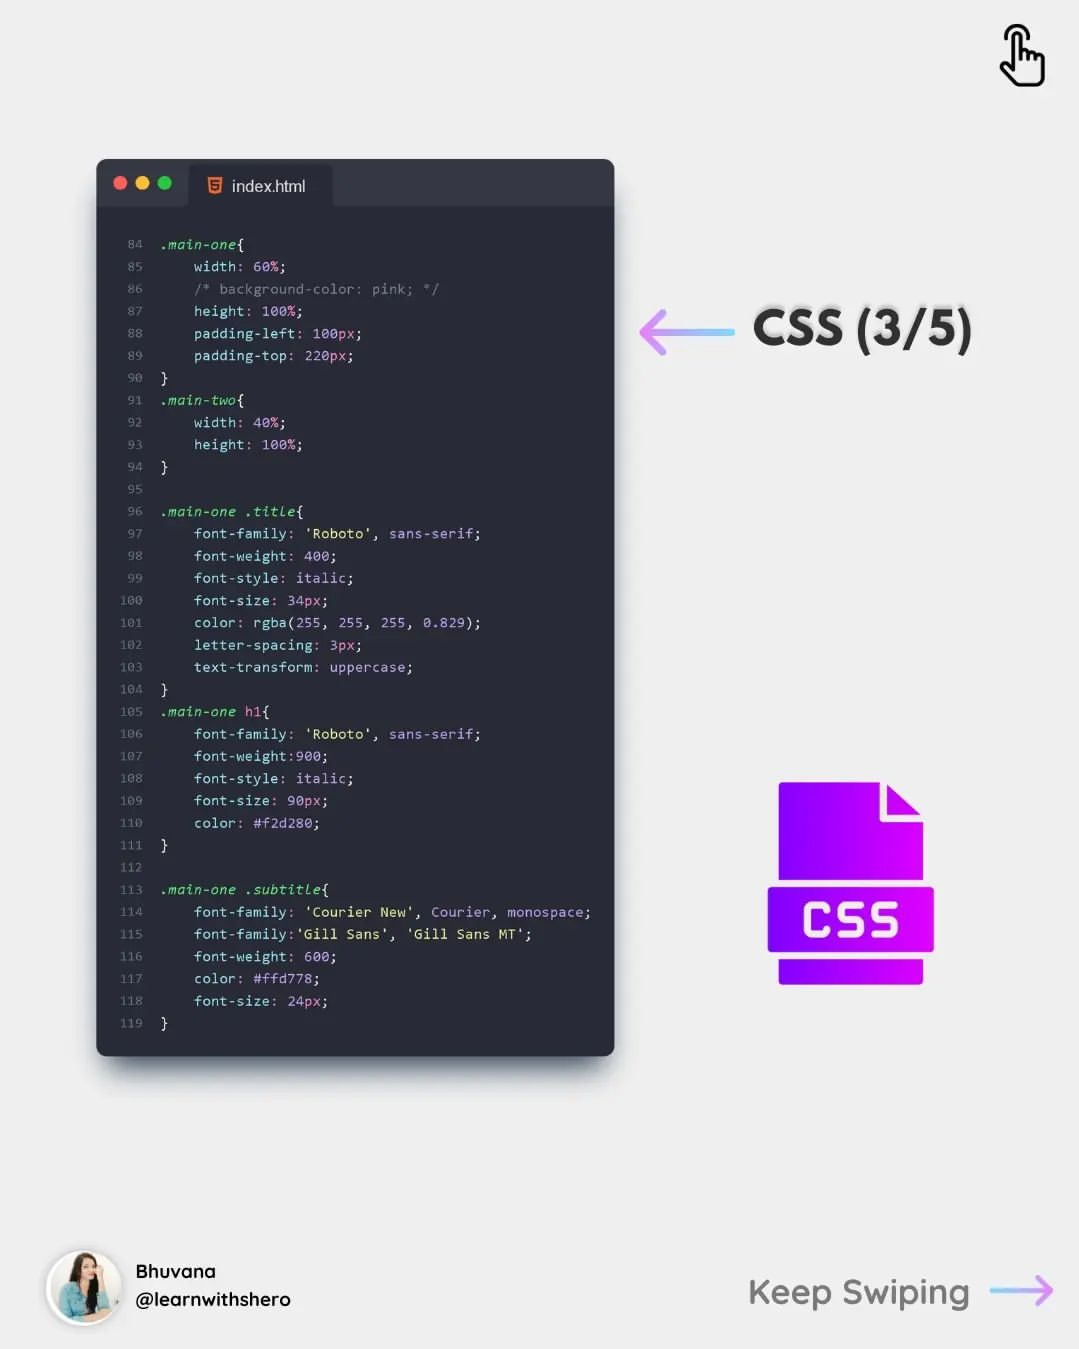 index.html
84 .main-one{
85     width: 60%;
86     /* background-color: pink; */
87     height: 100%;
88     padding-left: 100px;
89     padding-top: 220px;
90 }
91 .main-two{
92     width: 40%;
93     height: 100%;
94 }
95
96 .main-one .title{
97     font-family: 'Roboto', sans-serif;
98     font-weight: 400;
99     font-style: italic;
100     font-size: 34px;
101     color: rgba(255, 255, 255, 0.829);
102     letter-spacing: 3px;
103     text-transform: uppercase;
104 }
105 .main-one h1{
106     font-family: 'Roboto', sans-serif;
107     font-weight:900;
108     font-style: italic;
109     font-size: 90px;
110     color: #f2d280;
111 }
112
113 .main-one .subtitle{
114     font-family: 'Courier New', Courier, monospace;
115     font-family:'Gill Sans', 'Gill Sans MT';
116     font-weight: 600;
117     color: #ffd778;
118     font-size: 24px;
119 }
CSS (3/5)
CSS
Bhuvana
@learnwithshero
Keep Swiping